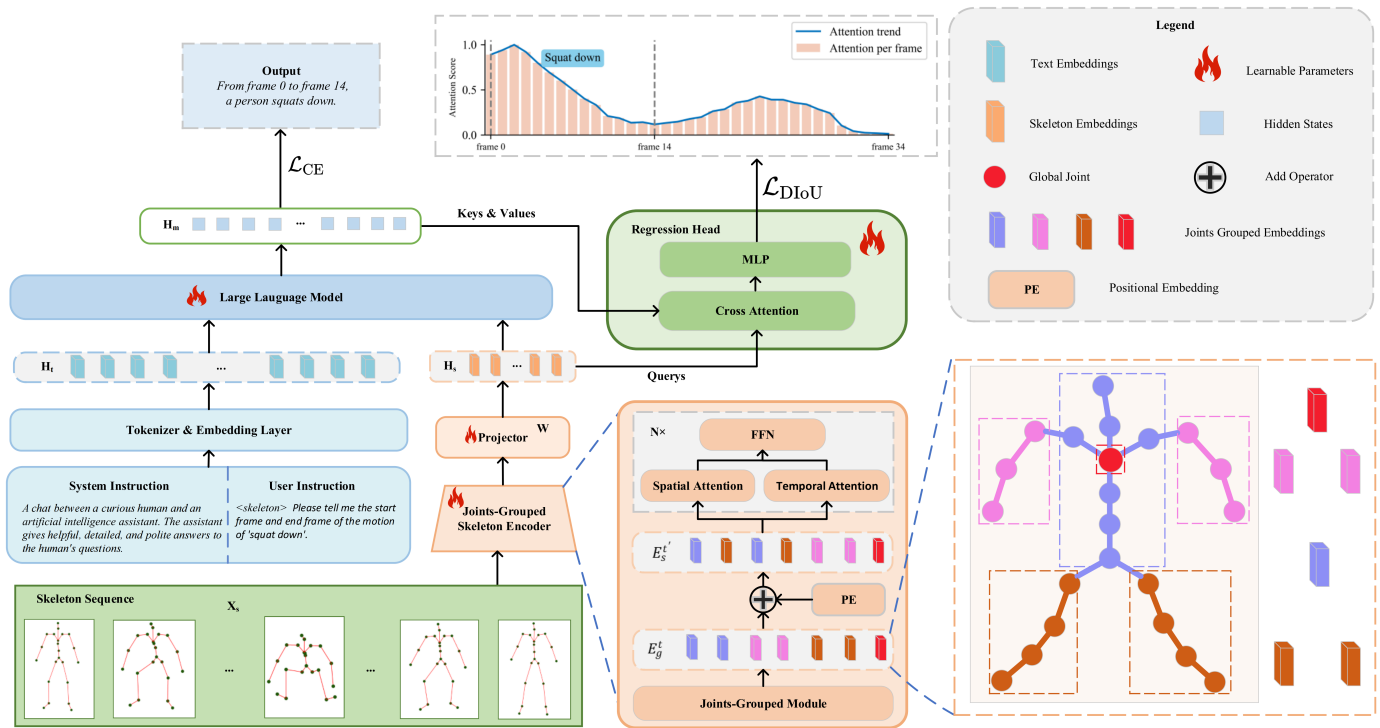 Output
From frame 0 to frame 14,
a person squats down.
ℒCE
Attention trend
Attention per frame
Squat down
Attention Score
1.0
0.5
0.0
frame 0
frame 14
frame 34
ℒDIoU
Legend
Text Embeddings
Learnable Parameters
Skeleton Embeddings
Hidden States
Global Joint
Add Operator
Joints Grouped Embeddings
PE
Positional Embedding
Hm
...
Keys & Values
Regression Head
MLP
Cross Attention
Large Lauguage Model
Ht
...
Hs
...
Querys
Tokenizer & Embedding Layer
Projector
W
System Instruction
A chat between a curious human and an
artificial intelligence assistant. The assistant
gives helpful, detailed, and polite answers to
the human's questions.
User Instruction
<skeleton> Please tell me the start
frame and end frame of the motion
of 'squat down'.
Joints-Grouped
Skeleton Encoder
Skeleton Sequence
Xs
...
...
N×
FFN
Spatial Attention
Temporal Attention
Est′
PE
Egt
Joints-Grouped Module